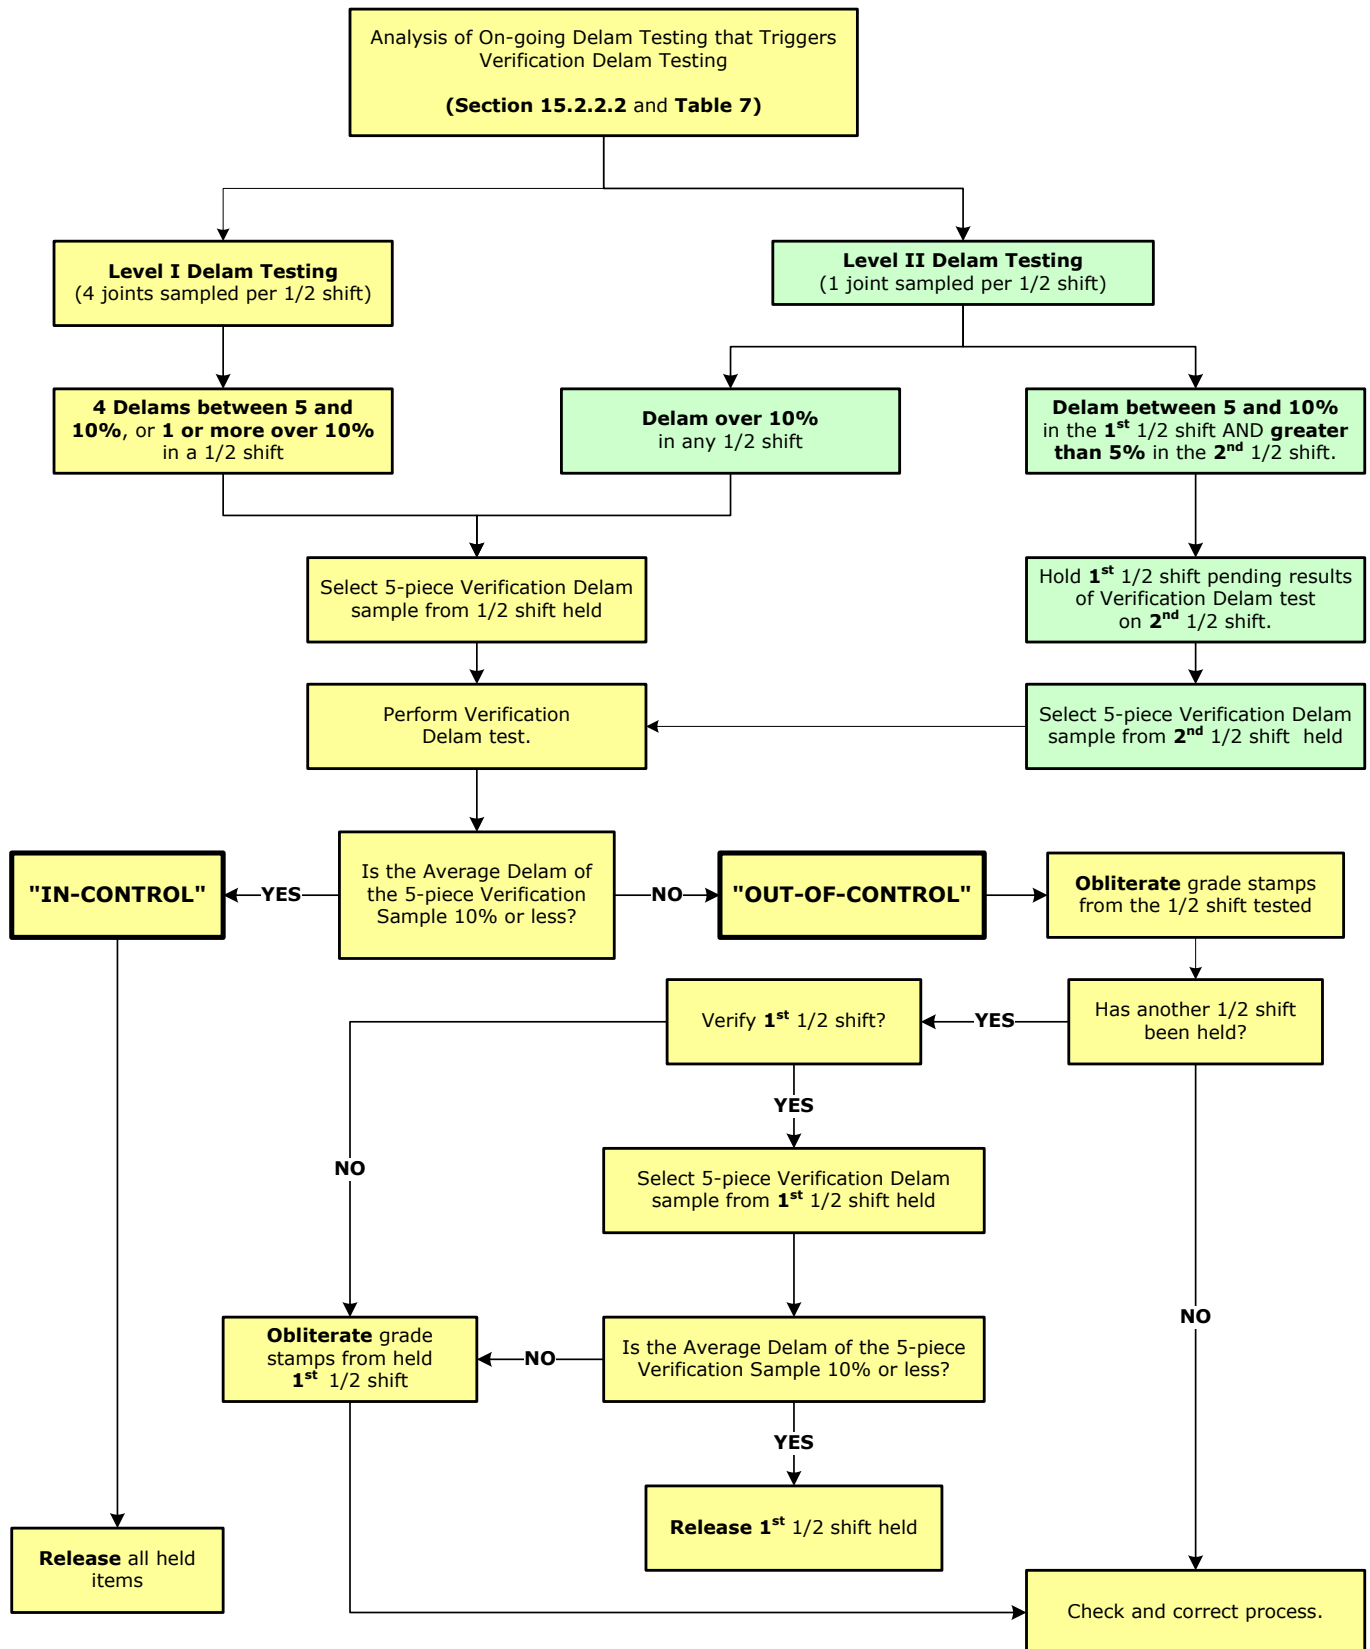 Analysis of On-going Delam Testing that Triggers
Verification Delam Testing
(Section 15.2.2.2 and Table 7)
Level I Delam Testing
(4 joints sampled per 1/2 shift)
Level II Delam Testing
(1 joint sampled per 1/2 shift)
4 Delams between 5 and
10%, or 1 or more over 10%
in a 1/2 shift
Delam over 10%
in any 1/2 shift
Delam between 5 and 10%
in the 1st 1/2 shift AND greater
than 5% in the 2nd 1/2 shift.
Select 5-piece Verification Delam
sample from 1/2 shift held
Hold 1st 1/2 shift pending results
of Verification Delam test
on 2nd 1/2 shift.
Perform Verification
Delam test.
Select 5-piece Verification Delam
sample from 2nd 1/2 shift held
"IN-CONTROL"
YES
Is the Average Delam of
the 5-piece Verification
Sample 10% or less?
NO
"OUT-OF-CONTROL"
Obliterate grade stamps
from the 1/2 shift tested
Verify 1st 1/2 shift?
YES
Has another 1/2 shift
been held?
YES
NO
Select 5-piece Verification Delam
sample from 1st 1/2 shift held
NO
Obliterate grade
stamps from held
1st 1/2 shift
NO
Is the Average Delam of the 5-piece
Verification Sample 10% or less?
YES
Release 1st 1/2 shift held
Release all held
items
Check and correct process.